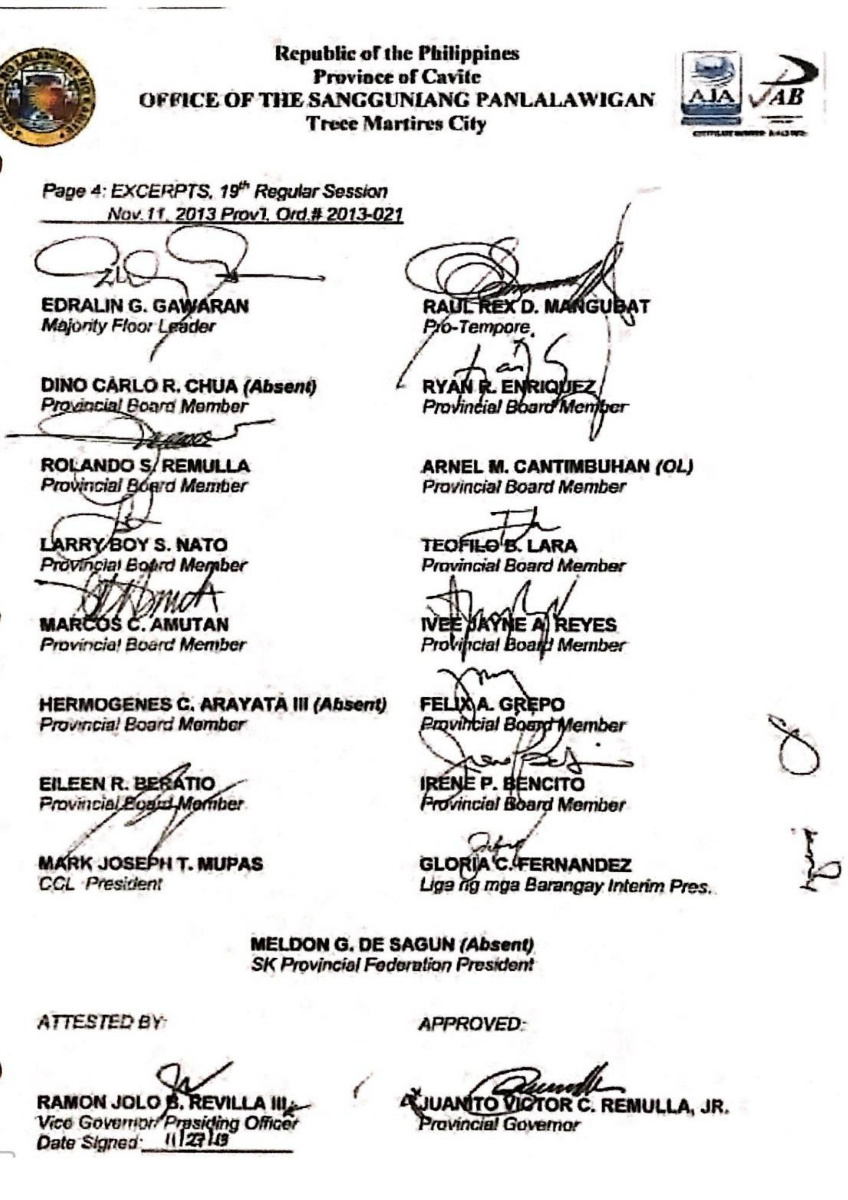 Republic of the Philippines
Province of Cavite
OFFICE OF THE SANGGUNIANG PANLALAWIGAN
Trece Martires City
AJA
JAB
Page 4: EXCERPTS, 19th Regular Session
Nov. 11, 2013 Prov'l. Ord.# 2013-021
EDRALIN G. GAWARAN
Majority Floor Leader
RAUL REX D. MANGUBAT
Pro-Tempore
DINO CARLO R. CHUA (Absent)
Provincial Board Member
RYAN R. ENRIQUEZ
Provincial Board Member
ROLANDO S. REMULLA
Provincial Board Member
ARNEL M. CANTIMBUHAN (OL)
Provincial Board Member
LARRY BOY S. NATO
Provincial Board Member
TEOFILO B. LARA
Provincial Board Member
MARCOS C. AMUTAN
Provincial Board Member
IVEE JAYNE A. REYES
Provincial Board Member
HERMOGENES C. ARAYATA III (Absent)
Provincial Board Member
FELIX A. GREPO
Provincial Board Member
EILEEN R. BERATIO
Provincial Board Member
IRENE P. BENCITO
Provincial Board Member
MARK JOSEPH T. MUPAS
CCL President
GLORIA C. FERNANDEZ
Liga ng mga Barangay Interim Pres.
MELDON G. DE SAGUN (Absent)
SK Provincial Federation President
ATTESTED BY:
APPROVED:
RAMON JOLO B. REVILLA III
Vice Governor/Presiding Officer
Date Signed: 11/27/13
JUANITO VICTOR C. REMULLA, JR.
Provincial Governor